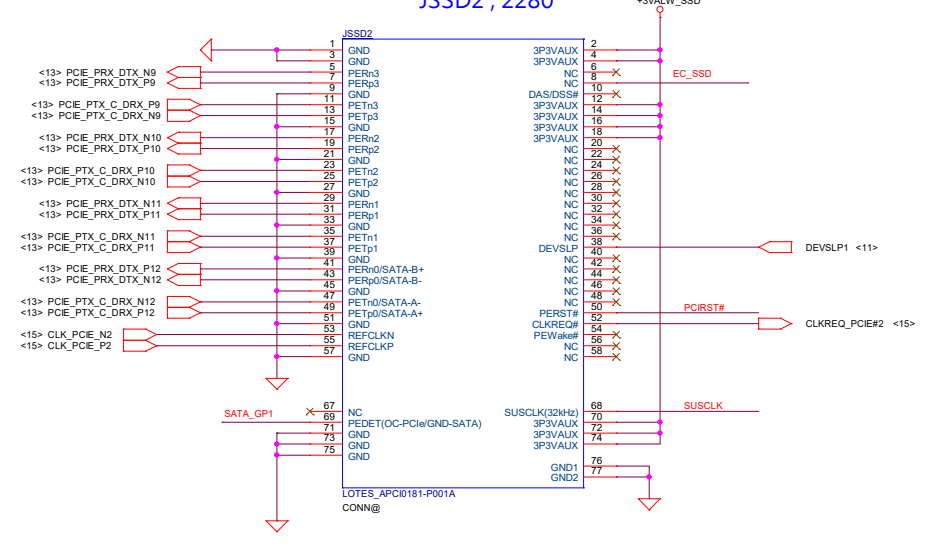 JSSD2 , 2280
+3VALW_SSD
JSSD2
1 GND 3P3VAUX 2
3 GND 3P3VAUX 4
<13> PCIE_PRX_DTX_N9 5 PERn3 NC 6
<13> PCIE_PRX_DTX_P9 7 PERp3 NC 8 EC_SSD
9 GND DAS/DSS# 10
<13> PCIE_PTX_C_DRX_P9 11 PETn3 3P3VAUX 12
<13> PCIE_PTX_C_DRX_N9 13 PETp3 3P3VAUX 14
15 GND 3P3VAUX 16
<13> PCIE_PRX_DTX_N10 17 PERn2 3P3VAUX 18
<13> PCIE_PRX_DTX_P10 19 PERp2 NC 20
21 GND NC 22
<13> PCIE_PTX_C_DRX_P10 23 PETn2 NC 24
<13> PCIE_PTX_C_DRX_N10 25 PETp2 NC 26
27 GND NC 28
<13> PCIE_PRX_DTX_N11 29 PERn1 NC 30
<13> PCIE_PRX_DTX_P11 31 PERp1 NC 32
33 GND NC 34
<13> PCIE_PTX_C_DRX_N11 35 PETn1 NC 36
<13> PCIE_PTX_C_DRX_P11 37 PETp1 DEVSLP 38 DEVSLP1 <11>
39 GND NC 40
<13> PCIE_PRX_DTX_P12 41 PERn0/SATA-B+ NC 42
<13> PCIE_PRX_DTX_N12 43 PERp0/SATA-B- NC 44
45 GND NC 46
<13> PCIE_PTX_C_DRX_N12 47 PETn0/SATA-A- NC 48
<13> PCIE_PTX_C_DRX_P12 49 PETp0/SATA-A+ PERST# 50 PCIRST#
51 GND CLKREQ# 52 CLKREQ_PCIE#2 <15>
<15> CLK_PCIE_N2 53 REFCLKN PEWake# 54
<15> CLK_PCIE_P2 55 REFCLKP NC 56
57 GND NC 58
67 NC SUSCLK(32kHz) 68 SUSCLK
SATA_GP1 69 PEDET(OC-PCIe/GND-SATA) 3P3VAUX 70
71 GND 3P3VAUX 72
73 GND 3P3VAUX 74
75 GND
GND1 76
GND2 77
LOTES_APCI0181-P001A
CONN@